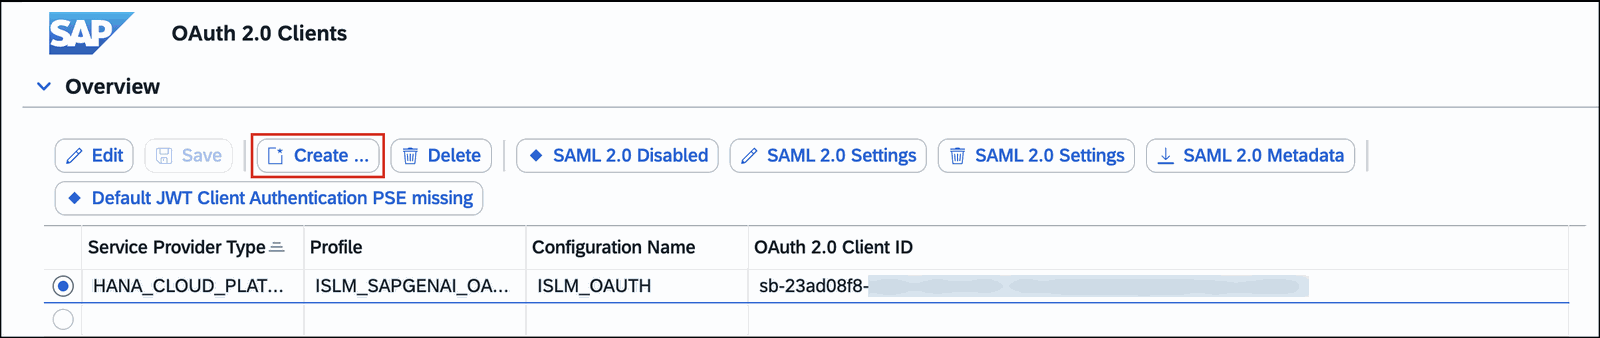 SAP
OAuth 2.0 Clients
Overview
Edit Save Create ... Delete SAML 2.0 Disabled SAML 2.0 Settings SAML 2.0 Settings SAML 2.0 Metadata
Default JWT Client Authentication PSE missing
Service Provider Type Profile Configuration Name OAuth 2.0 Client ID
HANA_CLOUD_PLAT... ISLM_SAPGENAI_OA... ISLM_OAUTH sb-23ad08f8-